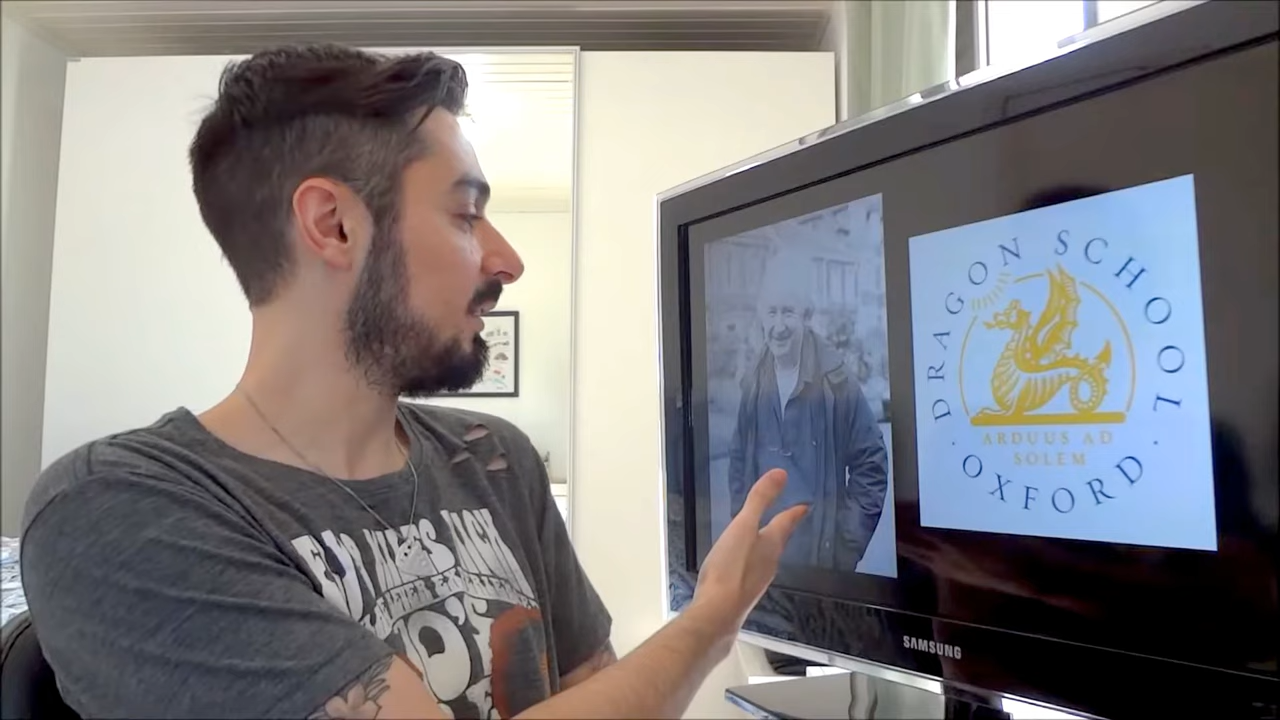 DRAGON SCHOOL
ARDUUS AD
SOLEM
· OXFORD ·
SAMSUNG